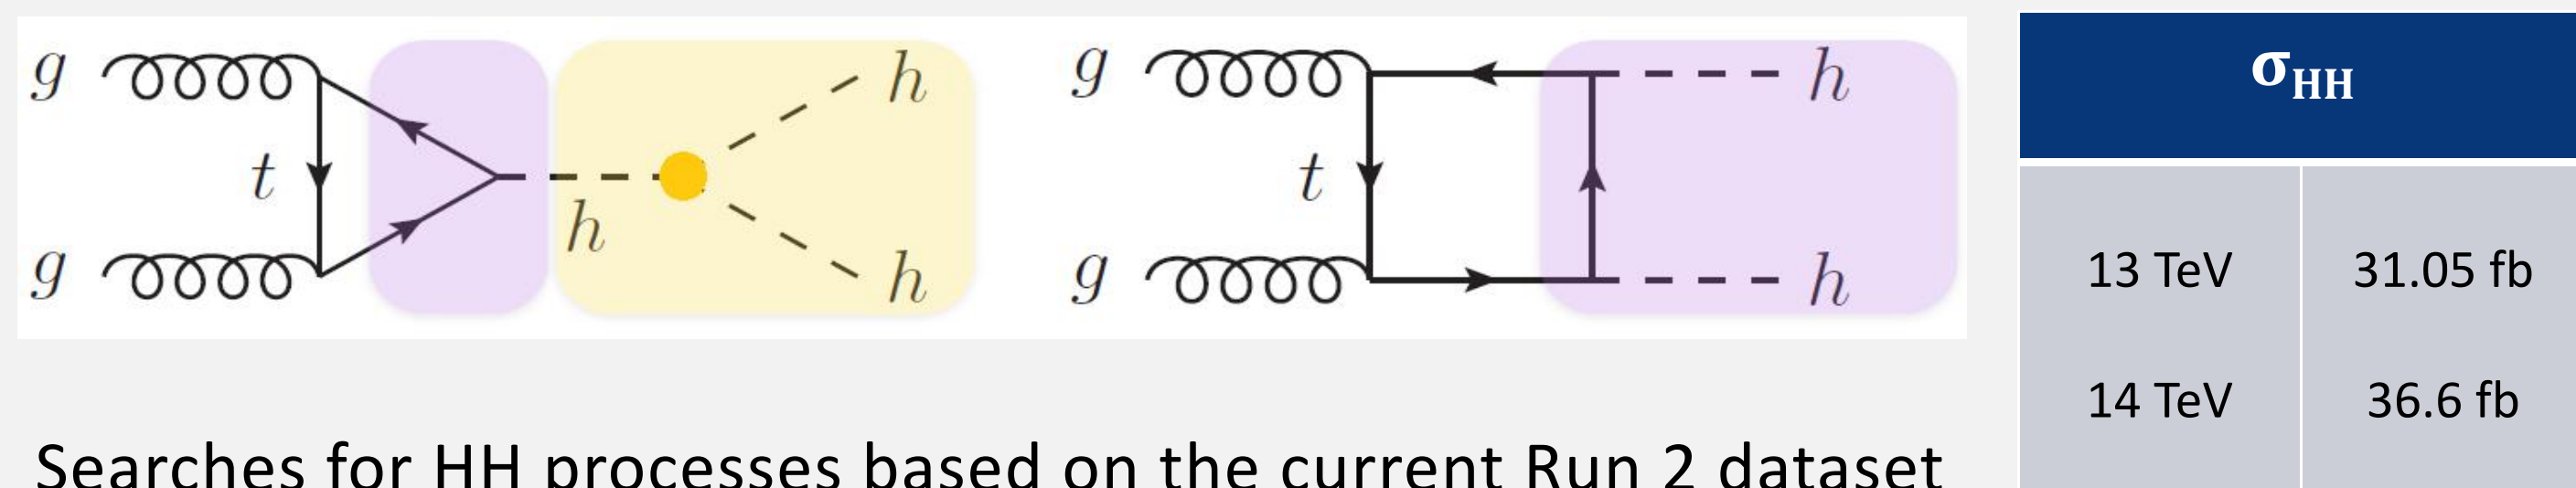 g
t
g
h
h
h
g
t
g
h
h
σHH
13 TeV 31.05 fb
14 TeV 36.6 fb
Searches for HH processes based on the current Run 2 dataset